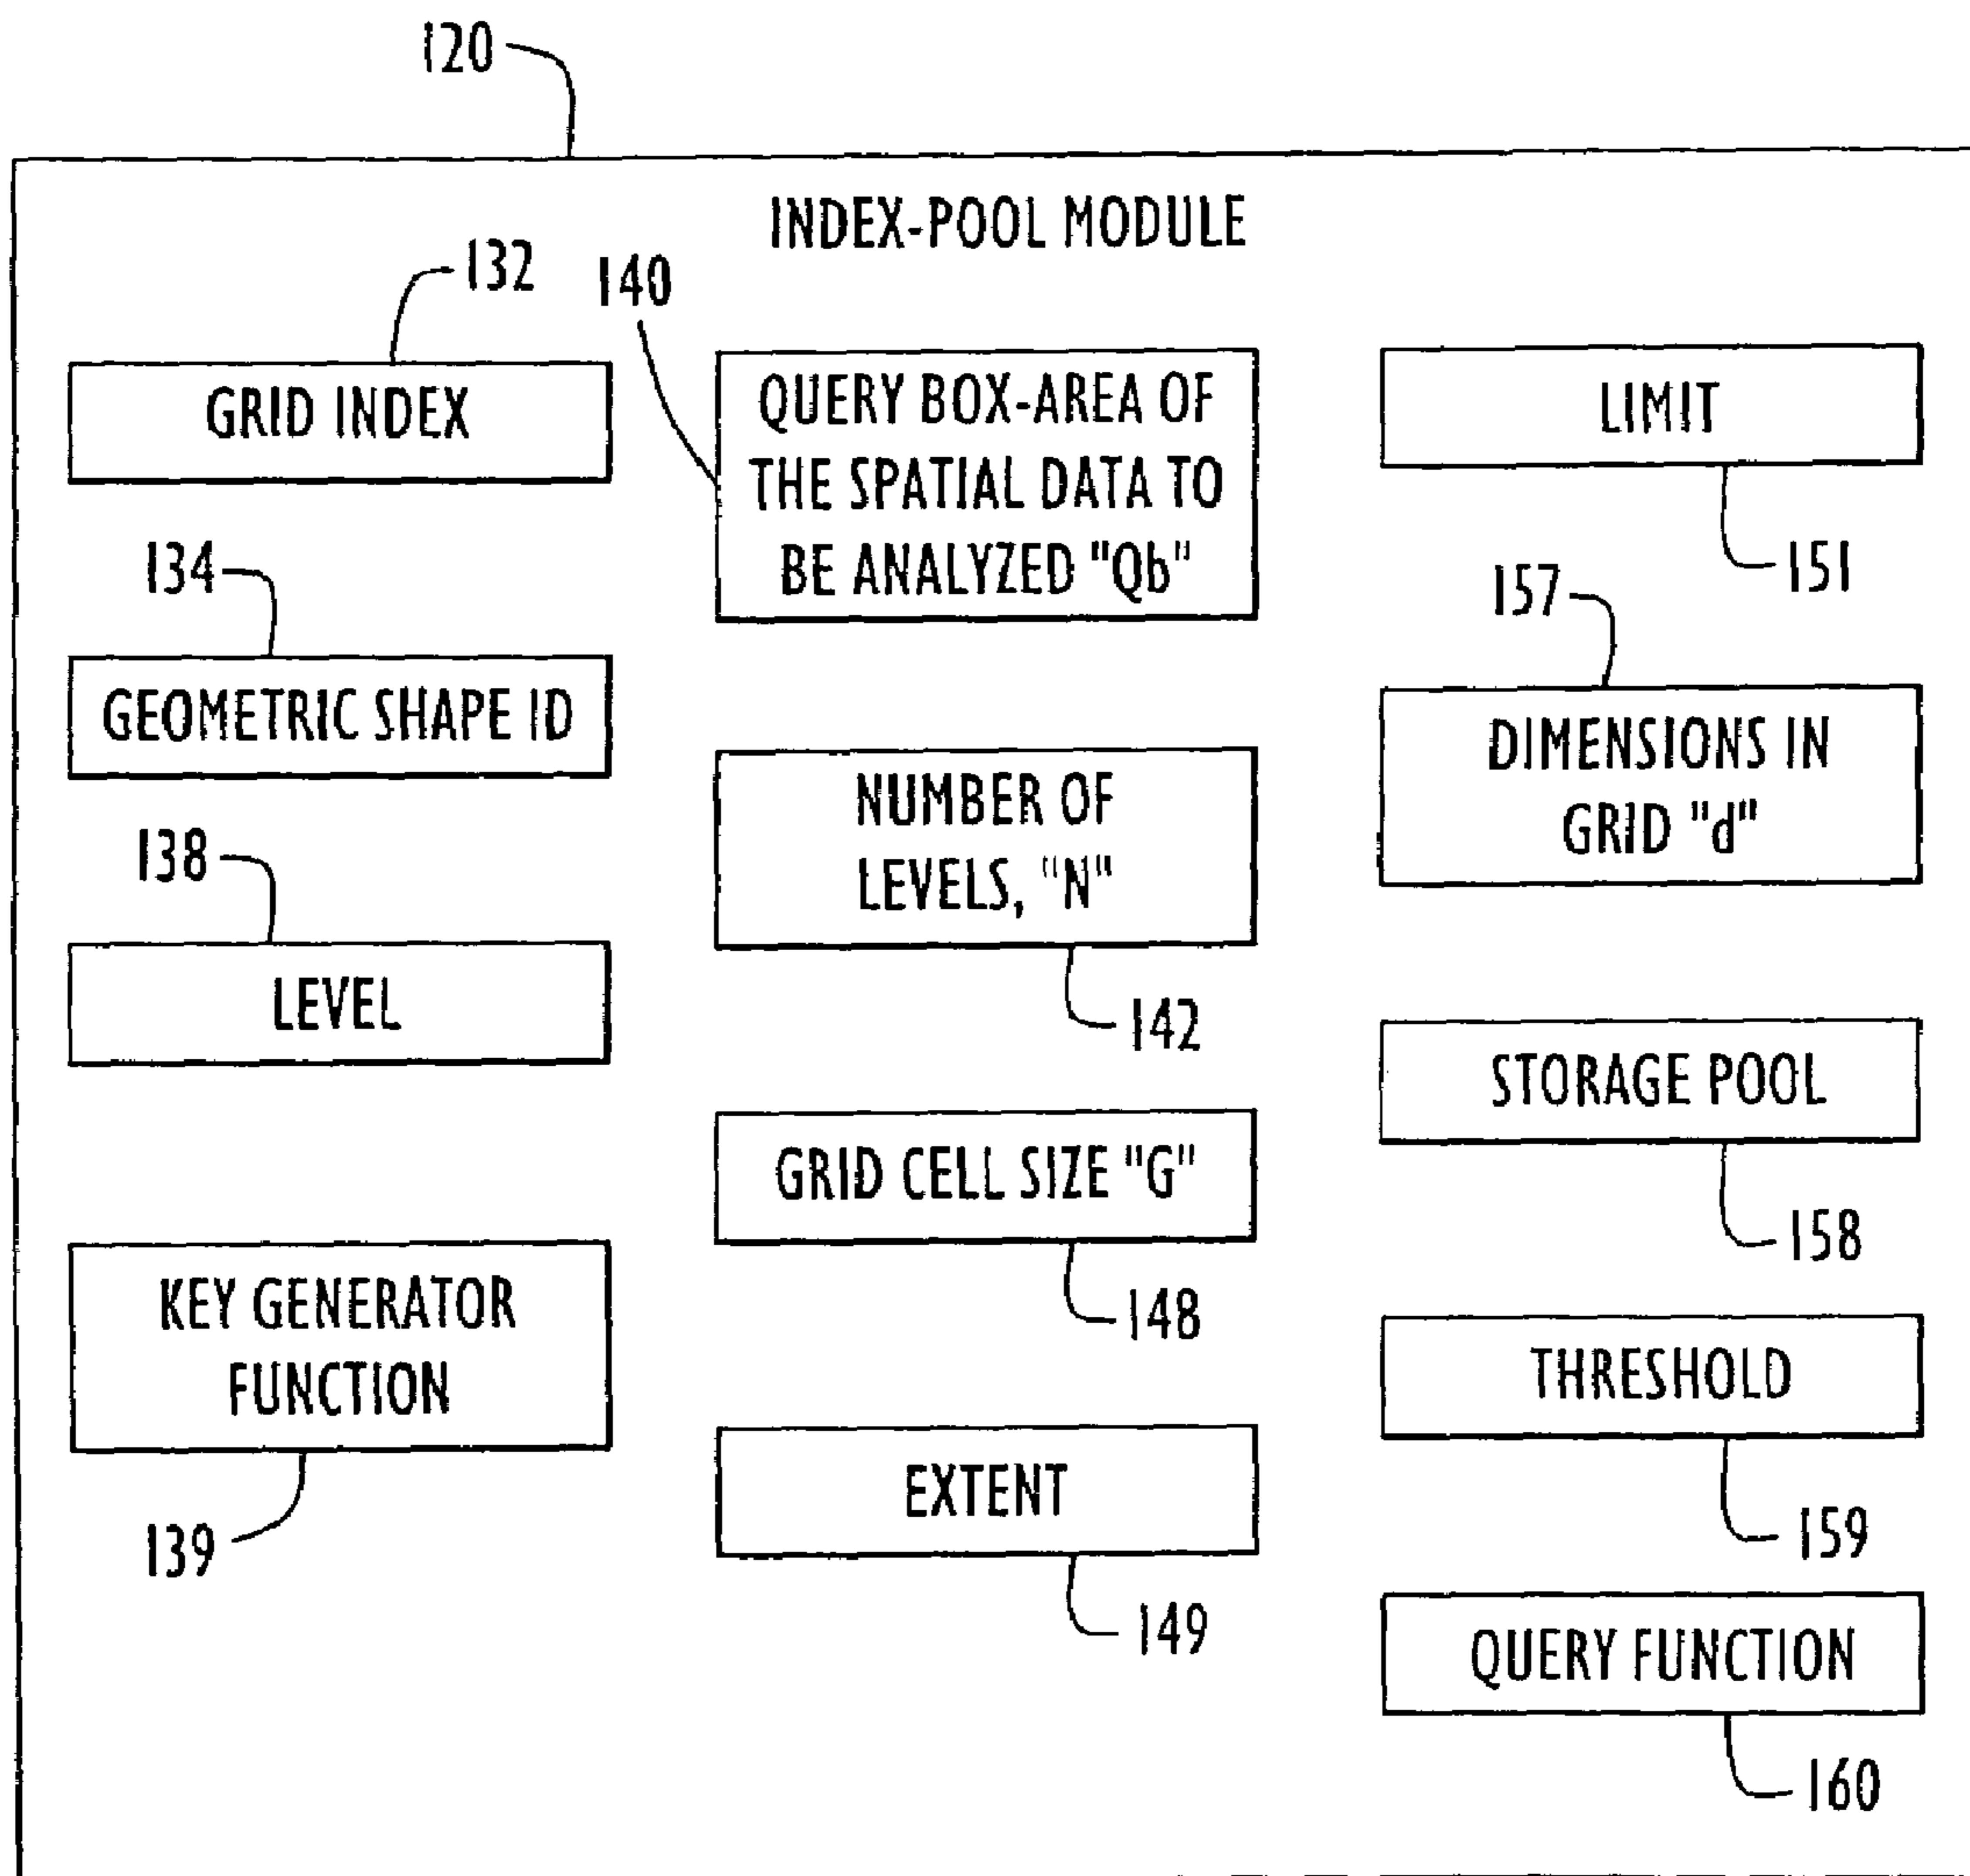 120
INDEX-POOL MODULE
132
140
GRID INDEX
QUERY BOX-AREA OF
THE SPATIAL DATA TO
BE ANALYZED "Qb"
LIMIT
151
134
GEOMETRIC SHAPE ID
157
DIMENSIONS IN
GRID "d"
NUMBER OF
LEVELS, "N"
142
138
LEVEL
STORAGE POOL
158
GRID CELL SIZE "G"
148
KEY GENERATOR
FUNCTION
139
THRESHOLD
159
EXTENT
149
QUERY FUNCTION
160